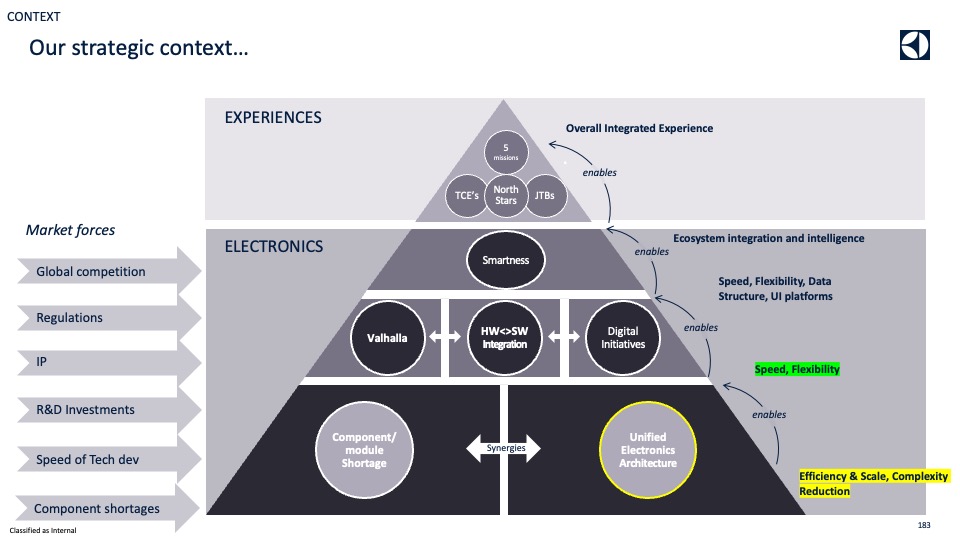 CONTEXT
Our strategic context...
EXPERIENCES
Overall Integrated Experience
5
missions
enables
TCE's
North
Stars
JTBs
Market forces
ELECTRONICS
Ecosystem integration and intelligence
enables
Smartness
Global competition
Speed, Flexibility, Data
Structure, UI platforms
Regulations
Valhalla
HW<>SW
Integration
Digital
Initiatives
enables
IP
Speed, Flexibility
R&D Investments
enables
Component/
module
Shortage
Synergies
Unified
Electronics
Architecture
Speed of Tech dev
Efficiency & Scale, Complexity
Reduction
Component shortages
Classified as Internal
183